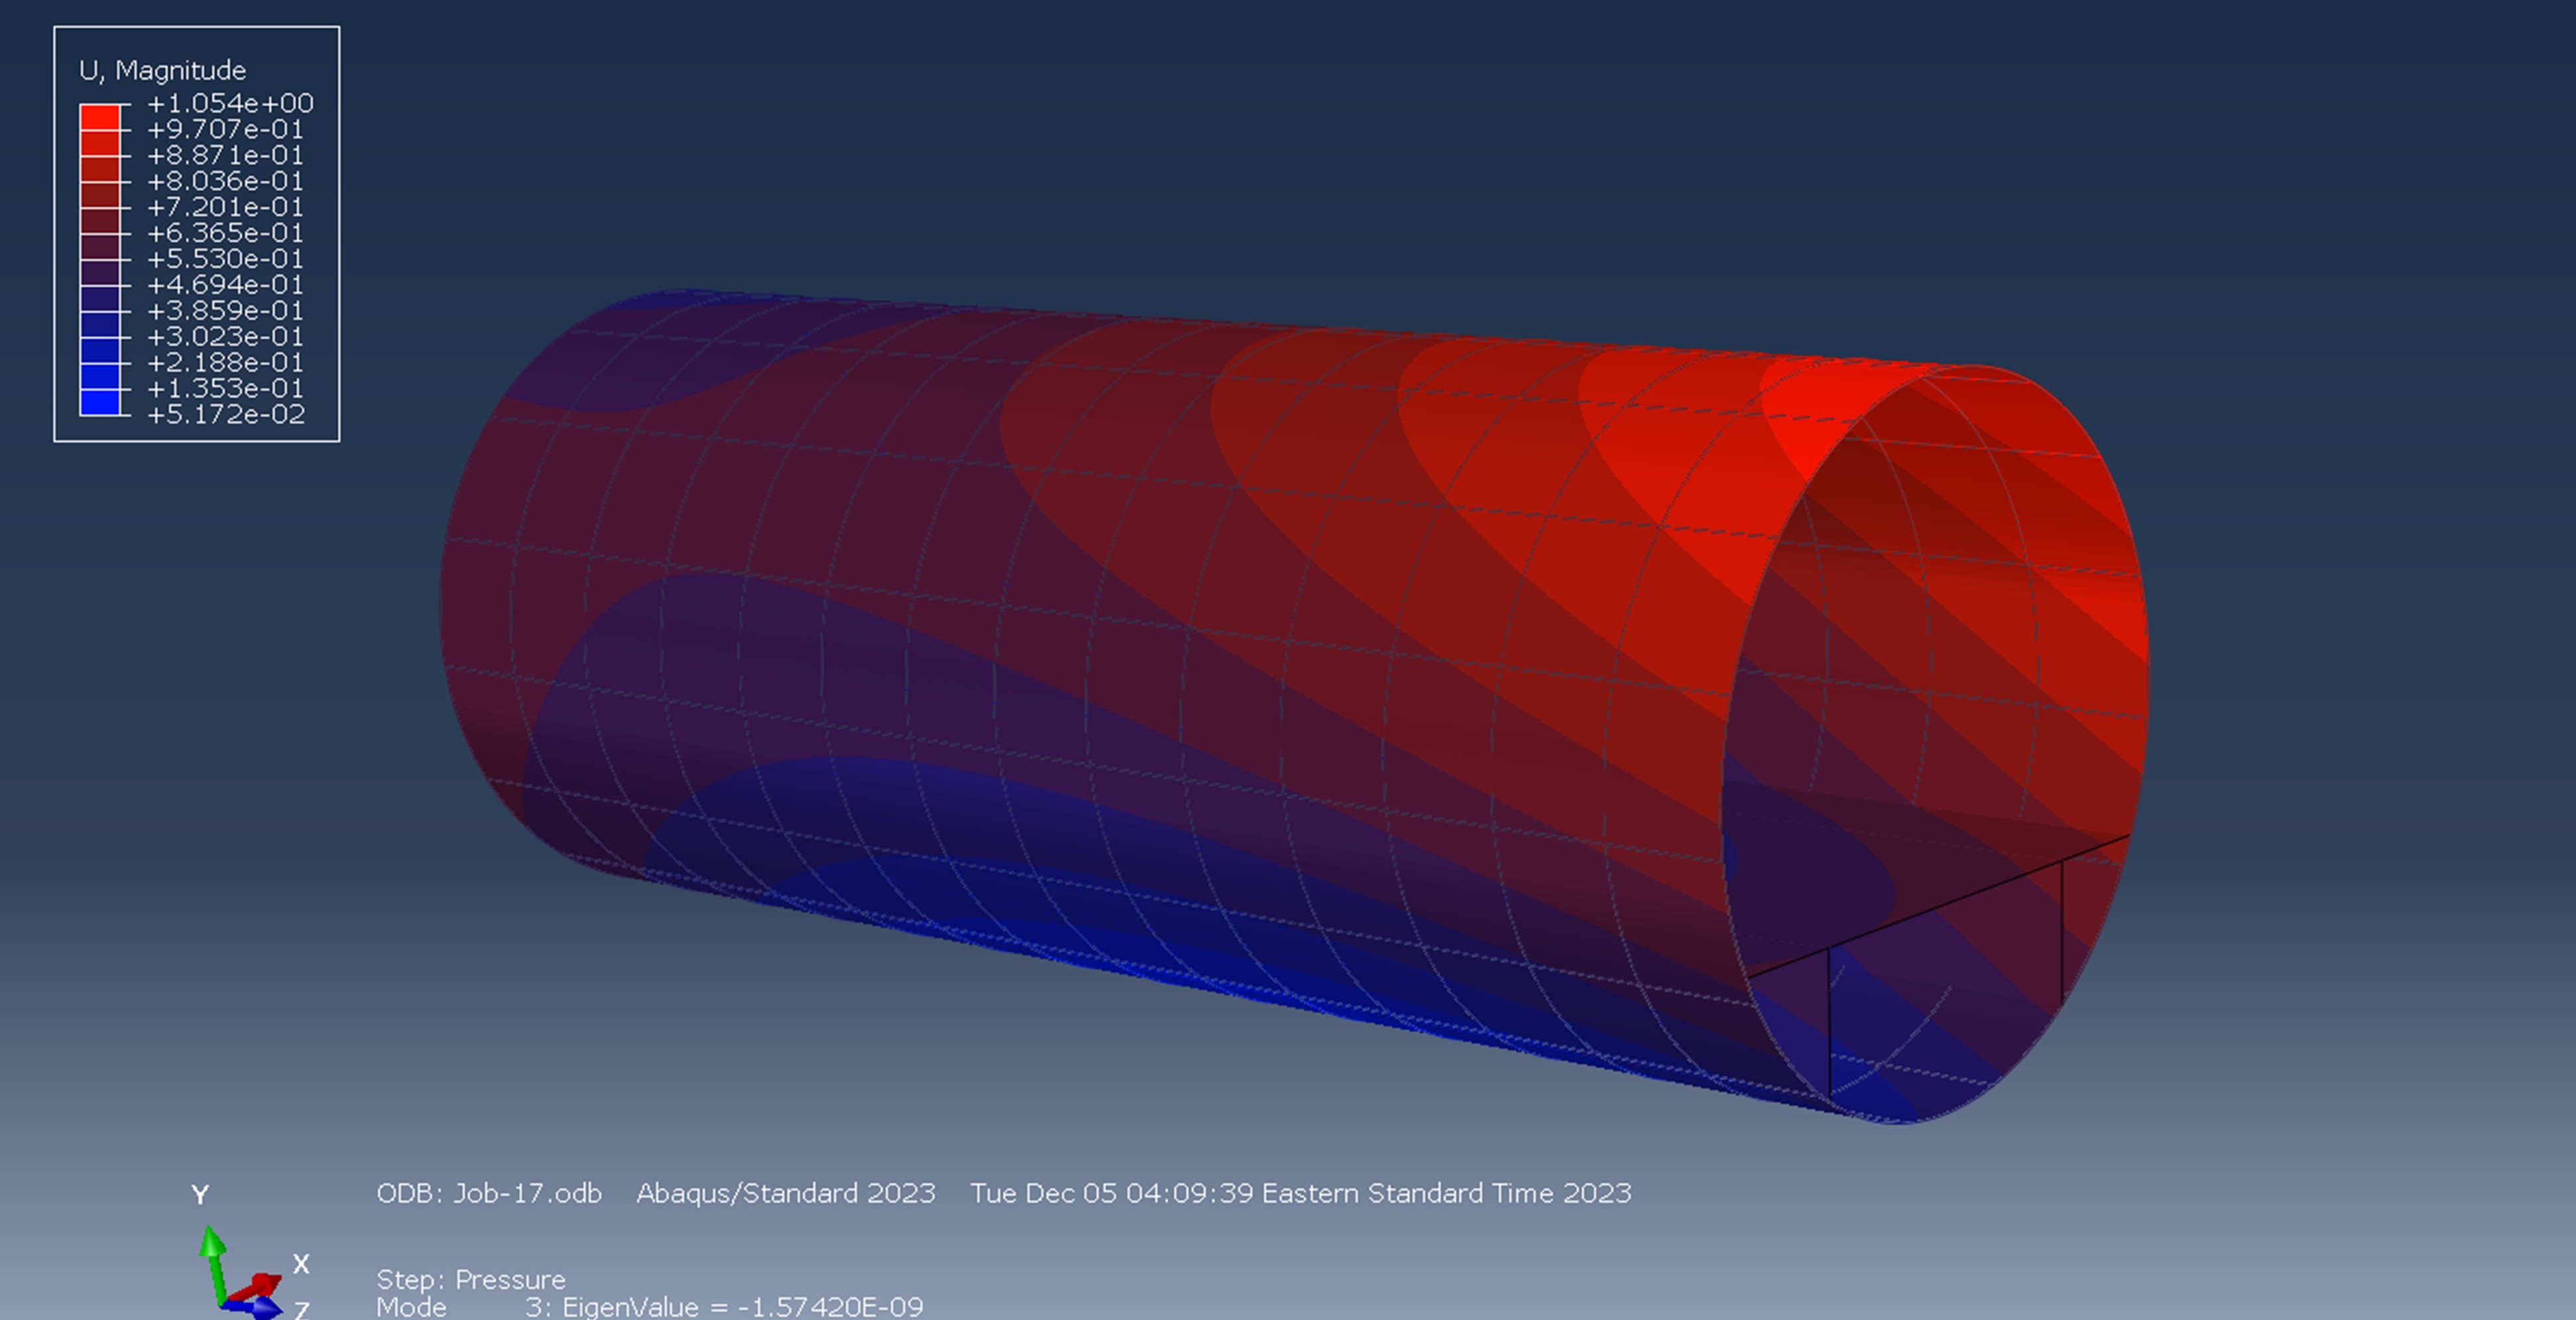 U, Magnitude
+1.054e+00
+9.707e-01
+8.871e-01
+8.036e-01
+7.201e-01
+6.365e-01
+5.530e-01
+4.694e-01
+3.859e-01
+3.023e-01
+2.188e-01
+1.353e-01
+5.172e-02
Y
X
Z
ODB: Job-17.odb Abaqus/Standard 2023 Tue Dec 05 04:09:39 Eastern Standard Time 2023
Step: Pressure
Mode 3: EigenValue = -1.57420E-09